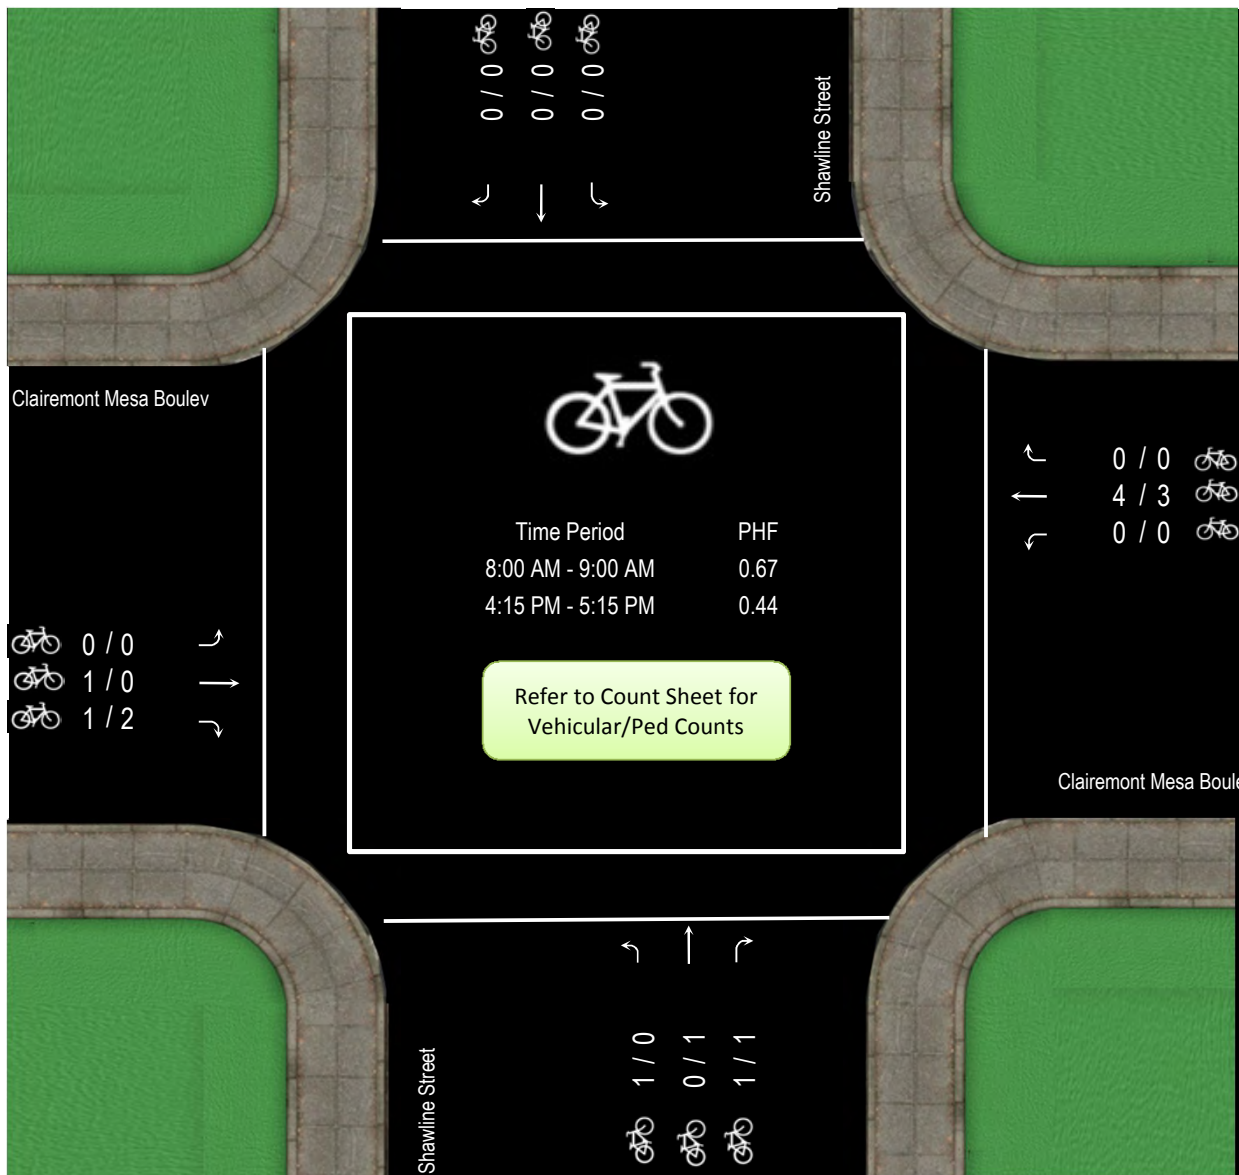 0 / 0
0 / 0
0 / 0
Shawline Street
Clairemont Mesa Boulev
0 / 0
4 / 3
0 / 0
Time Period PHF
8:00 AM - 9:00 AM 0.67
4:15 PM - 5:15 PM 0.44
0 / 0
1 / 0
1 / 2
Refer to Count Sheet for
Vehicular/Ped Counts
Clairemont Mesa Boule
Shawline Street
1 / 0
0 / 1
1 / 1